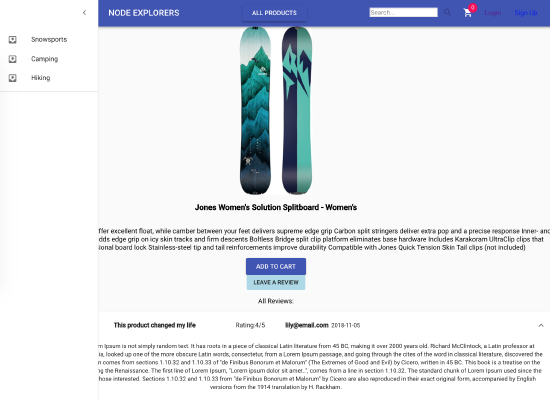 NODE EXPLORERS
ALL PRODUCTS
Search...
0
Login
Sign Up
Snowsports
Camping
Hiking
Jones Women's Solution Splitboard - Women's
ffer excellent float, while camber between your feet delivers supreme edge grip Carbon split stringers deliver extra pop and a precise response Inner- and
dds edge grip on icy skin tracks and firm descents Boltless Bridge split clip platform eliminates base hardware Includes Karakoram UltraClip clips that
ional board lock Stainless-steel tip and tail reinforcements improve durability Compatible with Jones Quick Tension Skin Tail clips (not included)
ADD TO CART
LEAVE A REVIEW
All Reviews:
This product changed my life
Rating:4/5
lily@email.com 2018-11-05
m Ipsum is not simply random text. It has roots in a piece of classical Latin literature from 45 BC, making it over 2000 years old. Richard McClintock, a Latin professor at
ia, looked up one of the more obscure Latin words, consectetur, from a Lorem Ipsum passage, and going through the cites of the word in classical literature, discovered the
m comes from sections 1.10.32 and 1.10.33 of "de Finibus Bonorum et Malorum" (The Extremes of Good and Evil) by Cicero, written in 45 BC. This book is a treatise on the
ng the Renaissance. The first line of Lorem Ipsum, "Lorem ipsum dolor sit amet..", comes from a line in section 1.10.32. The standard chunk of Lorem Ipsum used since the
hose interested. Sections 1.10.32 and 1.10.33 from "de Finibus Bonorum et Malorum" by Cicero are also reproduced in their exact original form, accompanied by English
versions from the 1914 translation by H. Rackham.